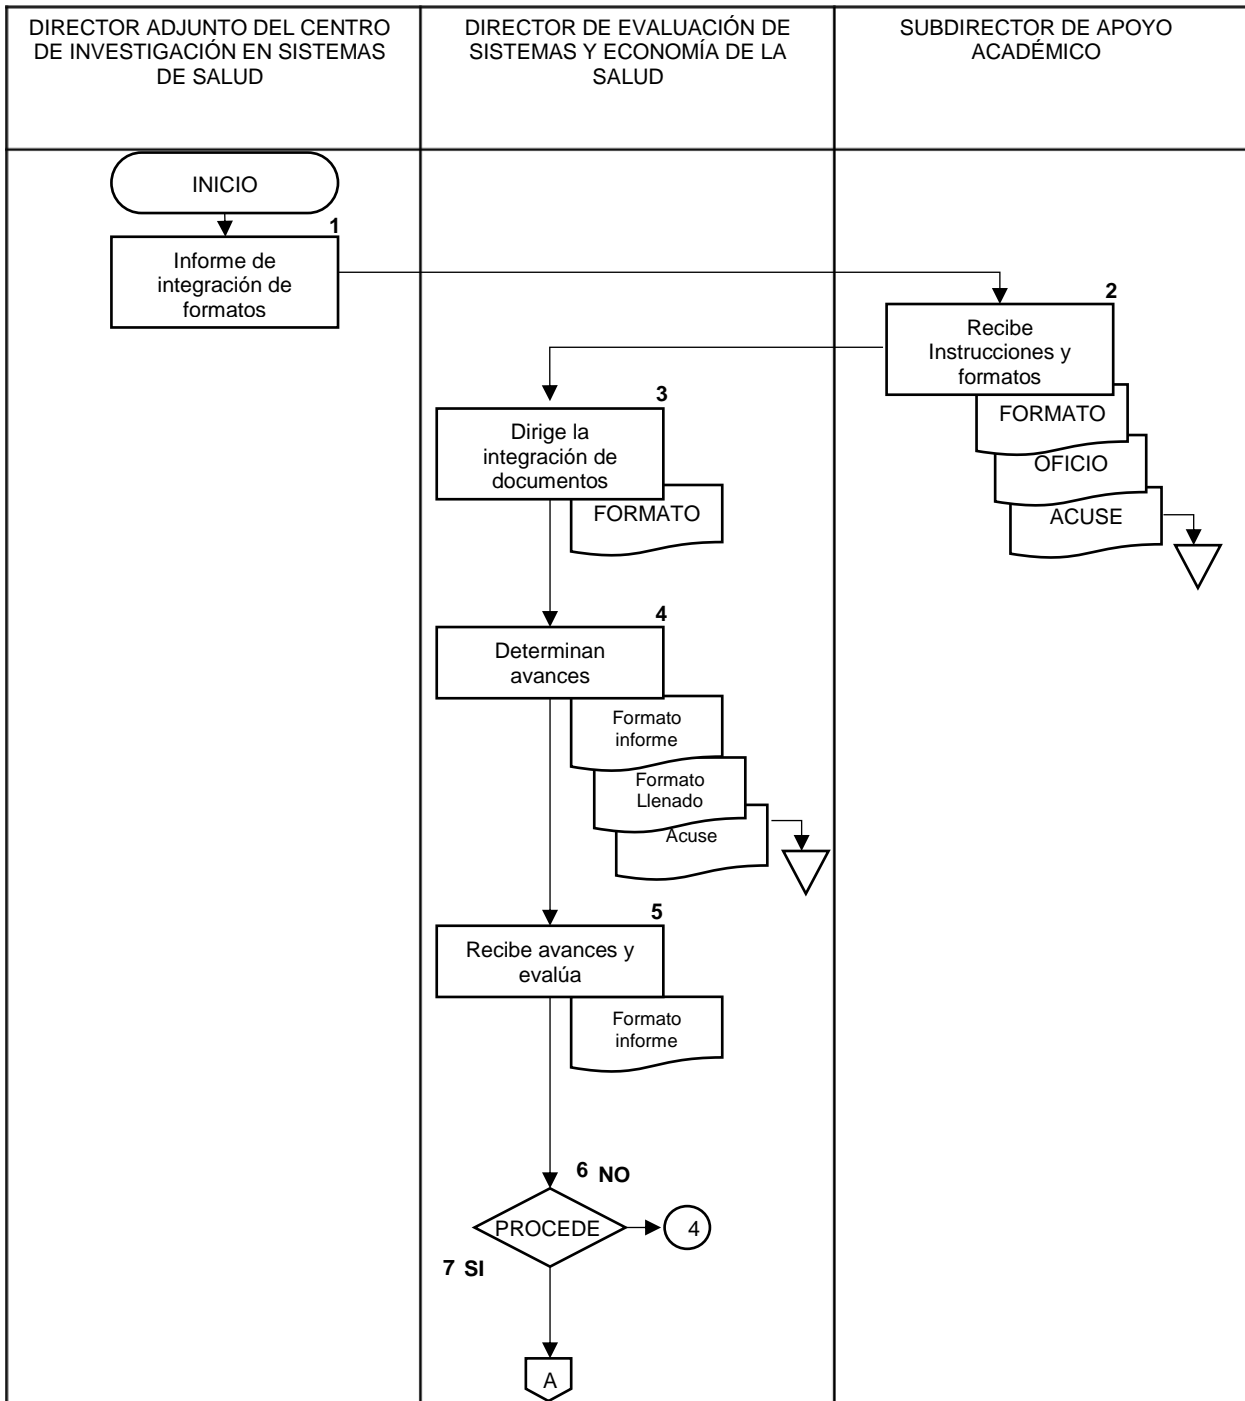 DIRECTOR ADJUNTO DEL CENTRO
DE INVESTIGACIÓN EN SISTEMAS
DE SALUD
DIRECTOR DE EVALUACIÓN DE
SISTEMAS Y ECONOMÍA DE LA
SALUD
SUBDIRECTOR DE APOYO
ACADÉMICO
INICIO
1
Informe de
integración de
formatos
2
Recibe
Instrucciones y
formatos
FORMATO
OFICIO
ACUSE
3
Dirige la
integración de
documentos
FORMATO
4
Determinan
avances
Formato
informe
Formato
Llenado
Acuse
5
Recibe avances y
evalúa
Formato
informe
6 NO
PROCEDE
4
7 SI
A